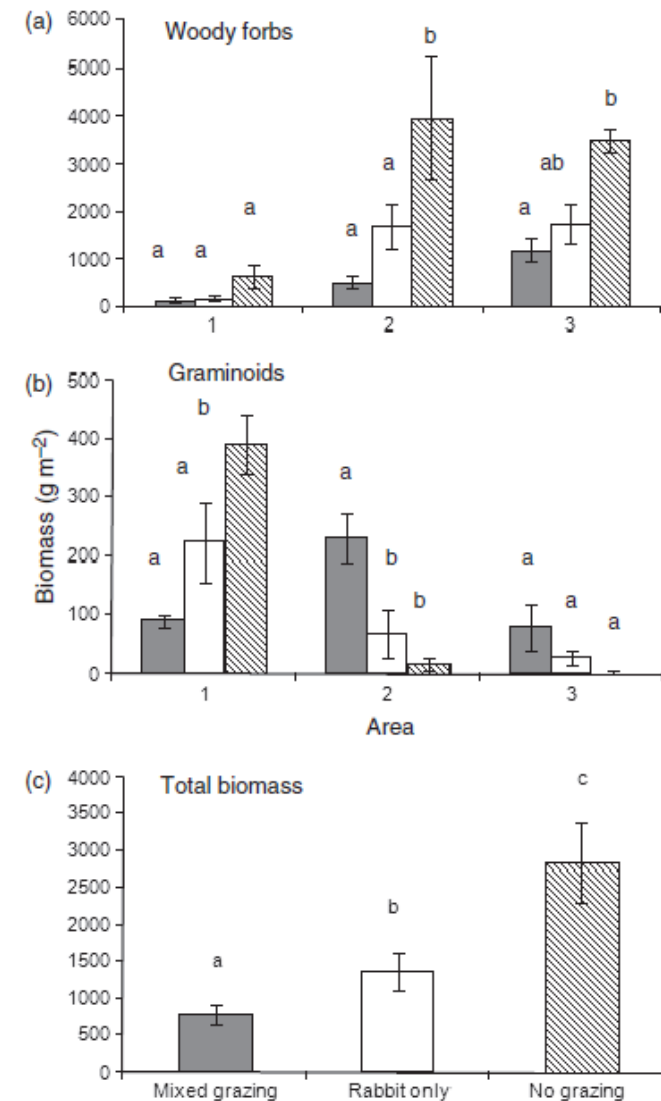 (a) Woody forbs
6000
5000
4000
3000
2000
1000
0
a a a
a a b
a ab b
1 2 3
(b) Graminoids
500
400
300
200
100
0
a a b
a b b
a a a
1 2 3
Biomass (g m⁻²)
Area
(c) Total biomass
4000
3500
3000
2500
2000
1500
1000
500
0
a b c
Mixed grazing Rabbit only No grazing